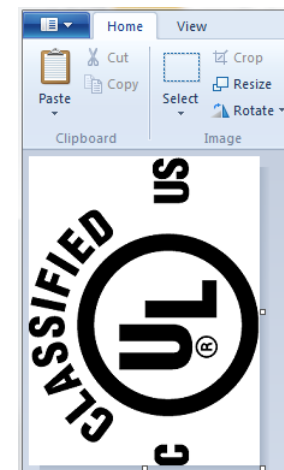 Home View
Paste
Cut
Copy
Clipboard
Select
Crop
Resize
Rotate
Image
CLASSIFIED
C UL ® US